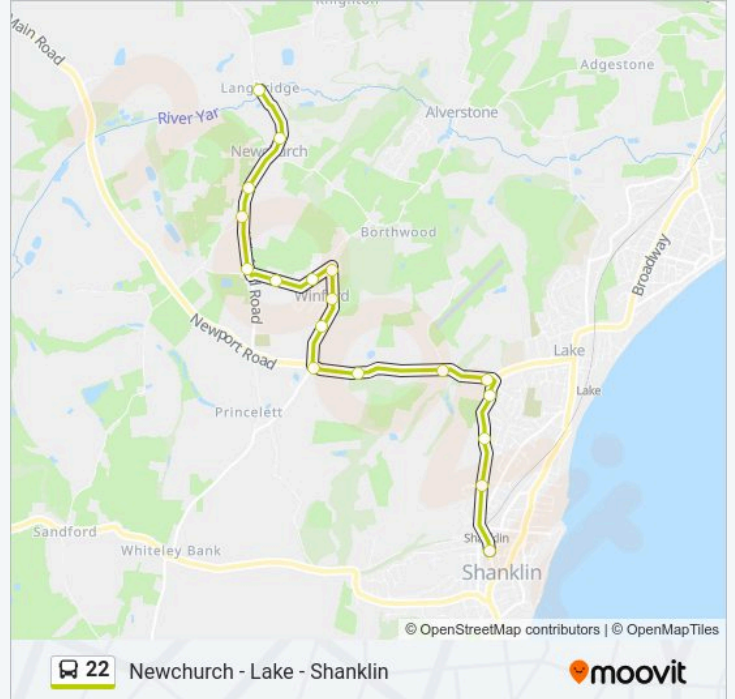 Knighton
Main Road
Adgestone
Langbridge
Alverstone
River Yar
Newchurch
Borthwood
Broadway
Winford
Road
Newport Road
Lake
Lake
Princelett
Sandford
Shanklin
Whiteley Bank
Shanklin
© OpenStreetMap contributors | © OpenMapTiles
22 Newchurch - Lake - Shanklin
moovit